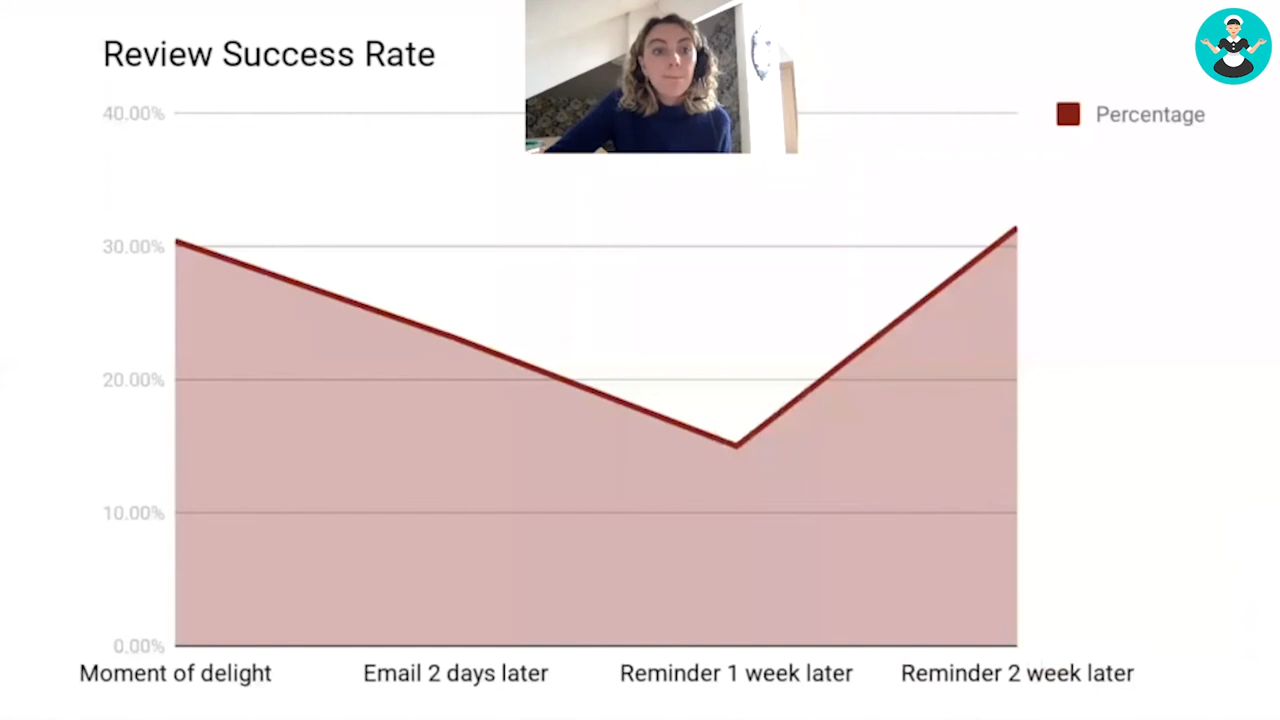 Review Success Rate
40.00%
Percentage
30.00%
20.00%
10.00%
0.00%
Moment of delight
Email 2 days later
Reminder 1 week later
Reminder 2 week later